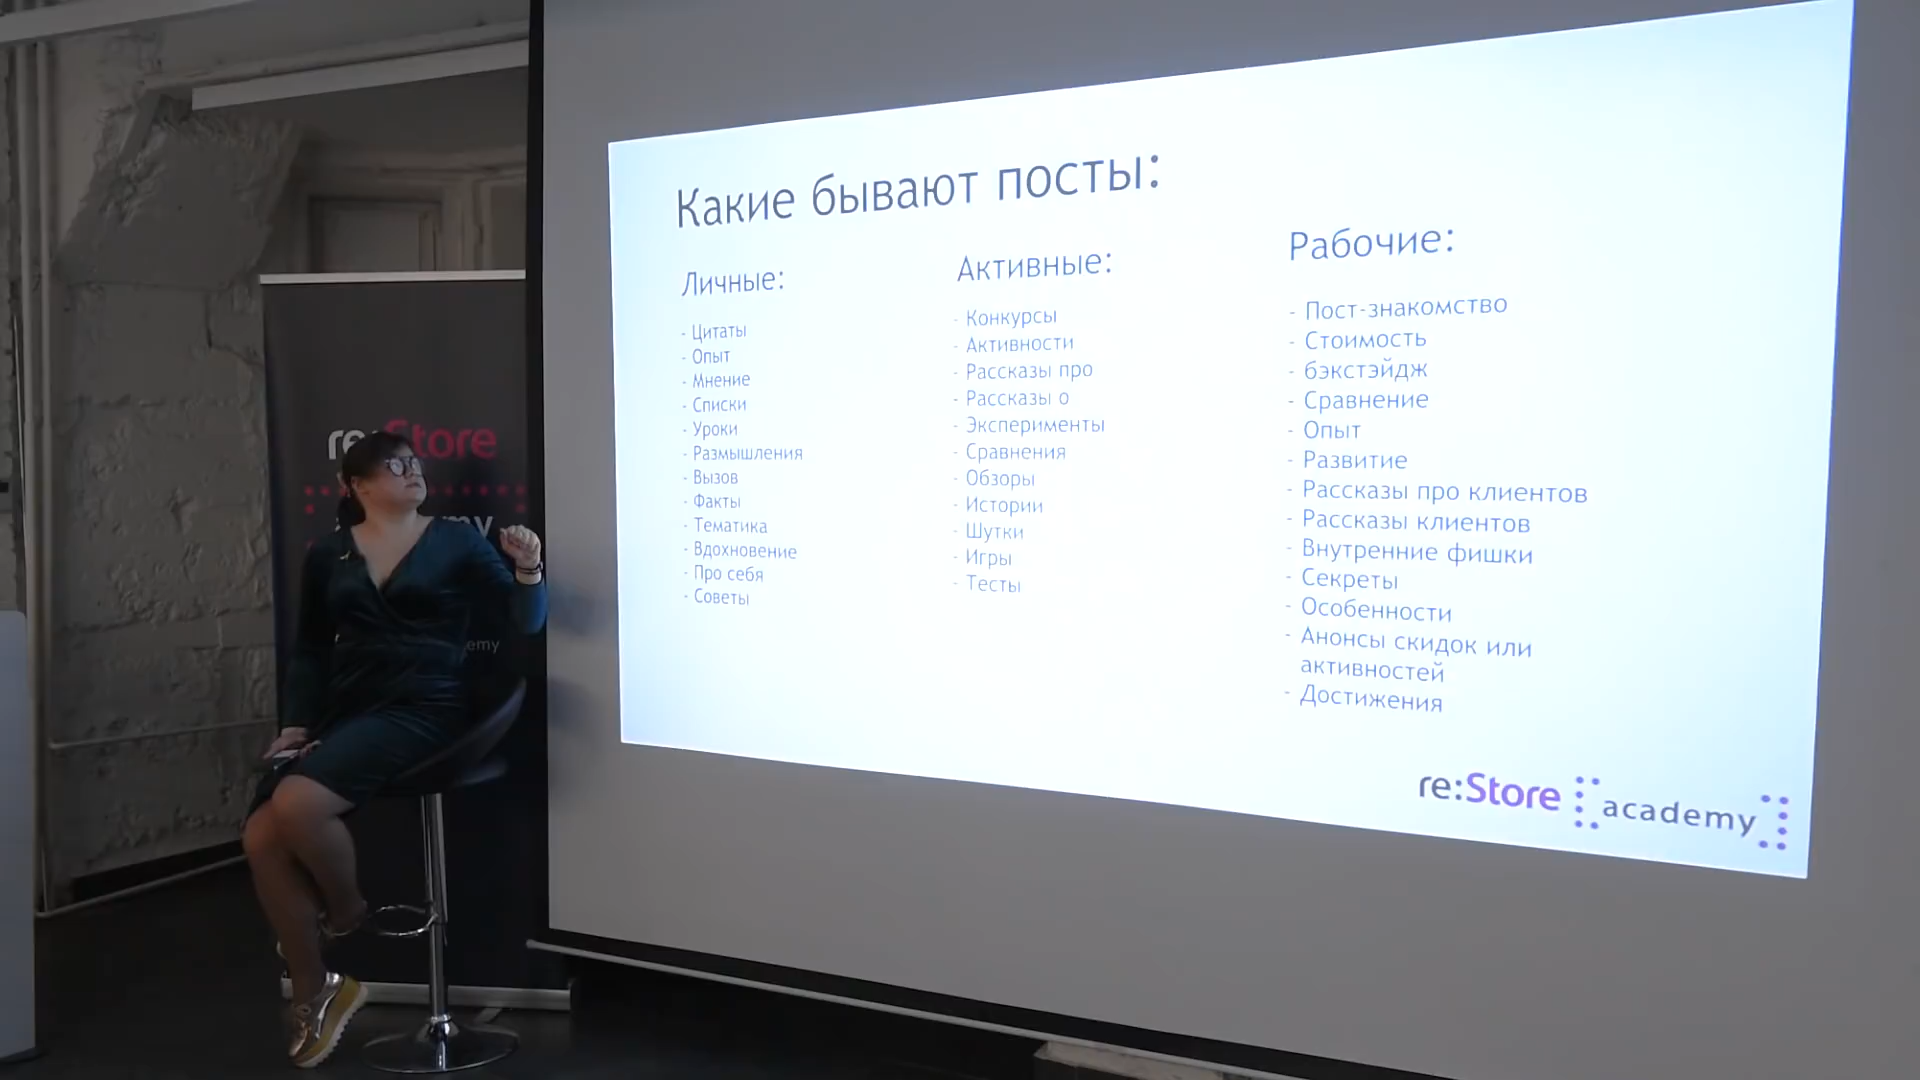 Какие бывают посты:
Личные:
- Цитаты
- Опыт
- Мнение
- Списки
- Уроки
- Размышления
- Вызов
- Факты
- Тематика
- Вдохновение
- Про себя
- Советы
Активные:
- Конкурсы
- Активности
- Рассказы про
- Рассказы о
- Эксперименты
- Сравнения
- Обзоры
- Истории
- Шутки
- Игры
- Тесты
Рабочие:
- Пост-знакомство
- Стоимость
- бэкстэйдж
- Сравнение
- Опыт
- Развитие
- Рассказы про клиентов
- Рассказы клиентов
- Внутренние фишки
- Секреты
- Особенности
- Анонсы скидок или
активностей
- Достижения
re:Store academy
re:Store